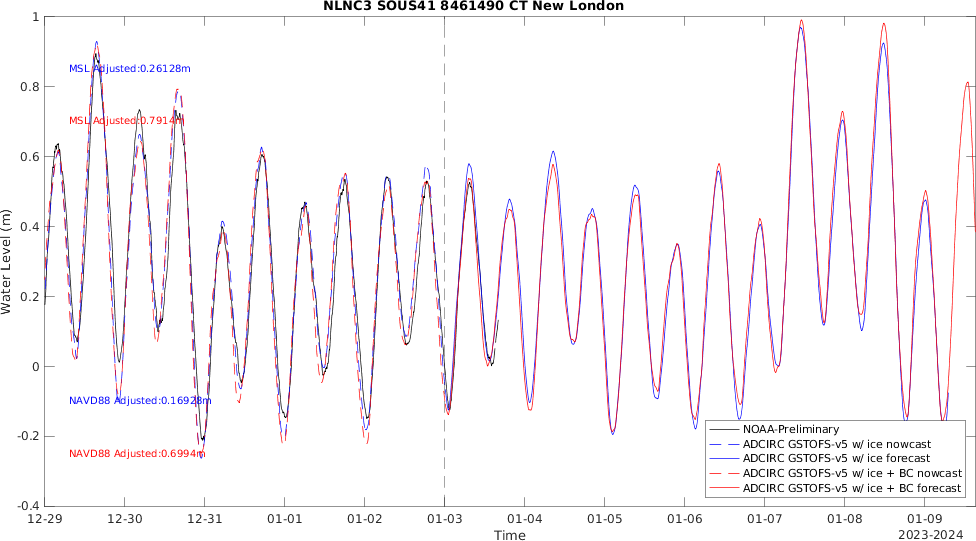 NLNC3 SOUS41 8461490 CT New London
Water Level (m)
1
0.8
0.6
0.4
0.2
0
-0.2
-0.4
MSL Adjusted:0.26128m
MSL Adjusted:0.7914m
NAVD88 Adjusted:0.16928m
NAVD88 Adjusted:0.6994m
NOAA-Preliminary
ADCIRC GSTOFS-v5 w/ ice nowcast
ADCIRC GSTOFS-v5 w/ ice forecast
ADCIRC GSTOFS-v5 w/ ice + BC nowcast
ADCIRC GSTOFS-v5 w/ ice + BC forecast
12-29 12-30 12-31 01-01 01-02 01-03 01-04 01-05 01-06 01-07 01-08 01-09
Time
2023-2024